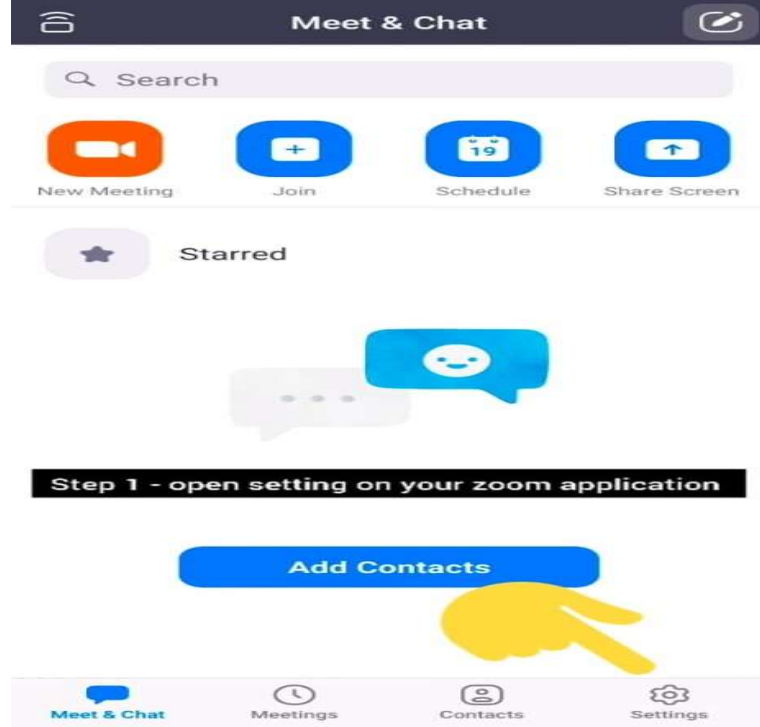 Meet & Chat
Search
19
New Meeting Join Schedule Share Screen
Starred
Step 1 - open setting on your zoom application
Add Contacts
Meet & Chat Meetings Contacts Settings